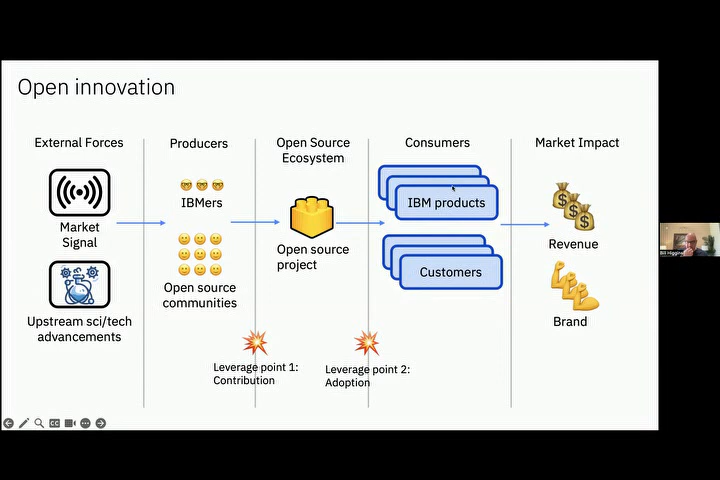 Open innovation
External Forces
Producers
Open Source
Ecosystem
Consumers
Market Impact
Market
Signal
IBMers
IBM products
Revenue
Upstream sci/tech
advancements
Open source
communities
Open source
project
Customers
Brand
Leverage point 1:
Contribution
Leverage point 2:
Adoption
CC
Bill Higgins